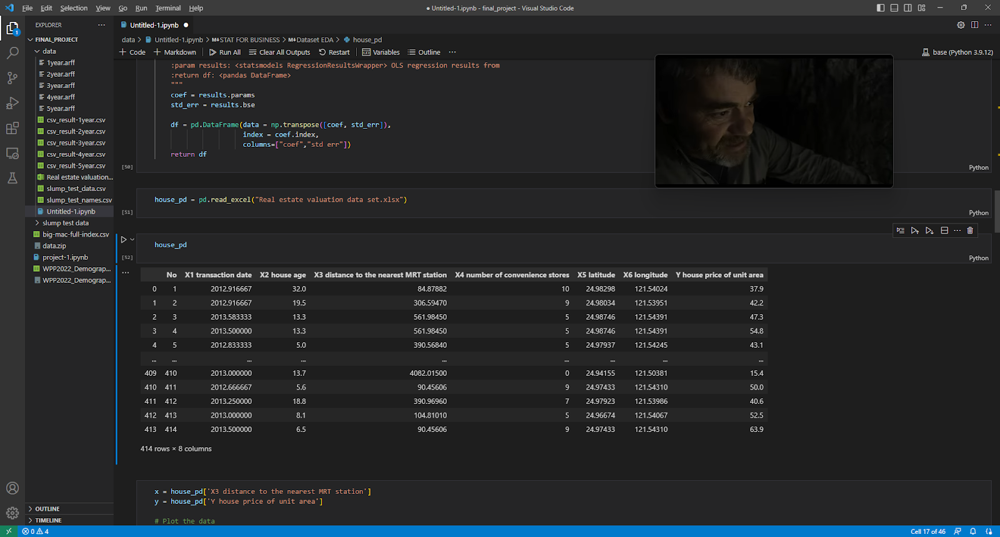 File Edit Selection View Go Run Terminal Help
● Untitled-1.ipynb - final_project - Visual Studio Code
EXPLORER
FINAL_PROJECT
data
1year.arff
2year.arff
3year.arff
4year.arff
5year.arff
csv_result-1year.csv
csv_result-2year.csv
csv_result-3year.csv
csv_result-4year.csv
csv_result-5year.csv
Real estate valuation...
slump_test_data.csv
slump_test_names.csv
Untitled-1.ipynb
slump test data
big-mac-full-index.csv
data.zip
project-1.ipynb
WPP2022_Demograp...
WPP2022_Demograp...
OUTLINE
TIMELINE
1
Untitled-1.ipynb ●
data > Untitled-1.ipynb > M↓STAT FOR BUSINESS > M↓Dataset EDA > house_pd
+ Code + Markdown Run All Clear All Outputs Restart Variables Outline ...
base (Python 3.9.12)
:param results: <statsmodels RegressionResultsWrapper> OLS regression results from
:return df: <pandas DataFrame>
"""
coef = results.params
std_err = results.bse
df = pd.DataFrame(data = np.transpose([coef, std_err]),
index = coef.index,
columns=["coef","std err"])
return df
[50]
Python
house_pd = pd.read_excel("Real estate valuation data set.xlsx")
[51]
Python
house_pd
[52]
Python
...
No X1 transaction date X2 house age X3 distance to the nearest MRT station X4 number of convenience stores X5 latitude X6 longitude Y house price of unit area
0 1 2012.916667 32.0 84.87882 10 24.98298 121.54024 37.9
1 2 2012.916667 19.5 306.59470 9 24.98034 121.53951 42.2
2 3 2013.583333 13.3 561.98450 5 24.98746 121.54391 47.3
3 4 2013.500000 13.3 561.98450 5 24.98746 121.54391 54.8
4 5 2012.833333 5.0 390.56840 5 24.97937 121.54245 43.1
... ... ... ... ... ... ... ... ...
409 410 2013.000000 13.7 4082.01500 0 24.94155 121.50381 15.4
410 411 2012.666667 5.6 90.45606 9 24.97433 121.54310 50.0
411 412 2013.250000 18.8 390.96960 7 24.97923 121.53986 40.6
412 413 2013.000000 8.1 104.81010 5 24.96674 121.54067 52.5
413 414 2013.500000 6.5 90.45606 9 24.97433 121.54310 63.9
414 rows × 8 columns
x = house_pd['X3 distance to the nearest MRT station']
y = house_pd['Y house price of unit area']
# Plot the data
0 4
Cell 17 of 46